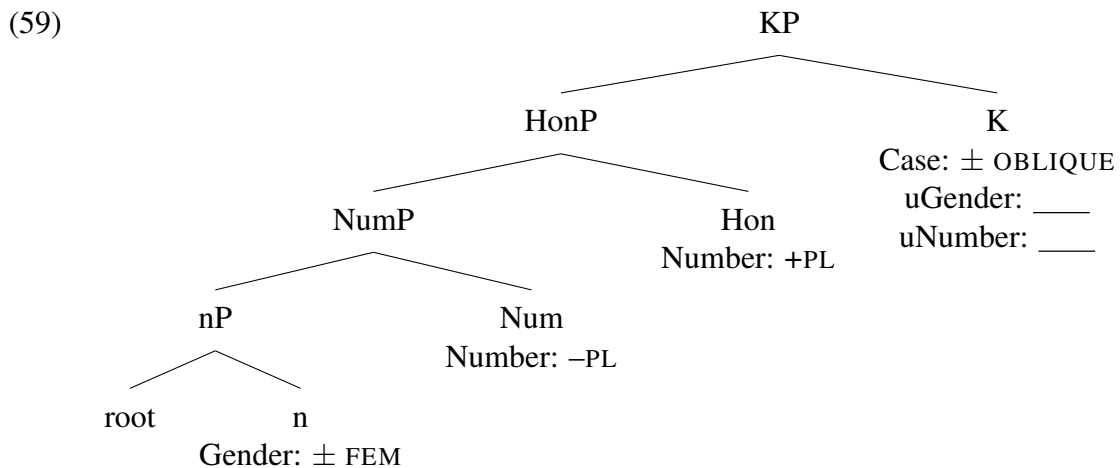 (59)
KP
HonP K
Case: ± OBLIQUE
NumP Hon uGender: ____
Number: +PL uNumber: ____
nP Num
Number: –PL
root n
Gender: ± FEM